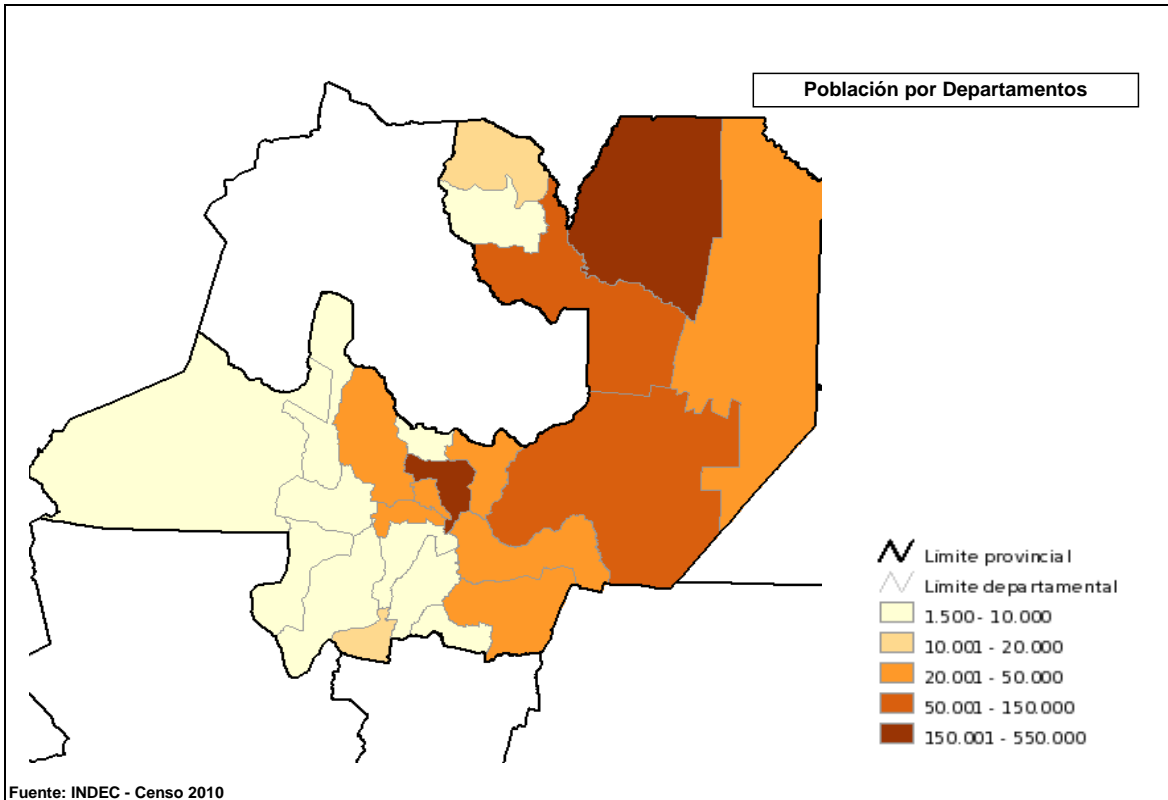 Población por Departamentos
Límite provincial
Límite departamental
1.500 - 10.000
10.001 - 20.000
20.001 - 50.000
50.001 - 150.000
150.001 - 550.000
Fuente: INDEC - Censo 2010